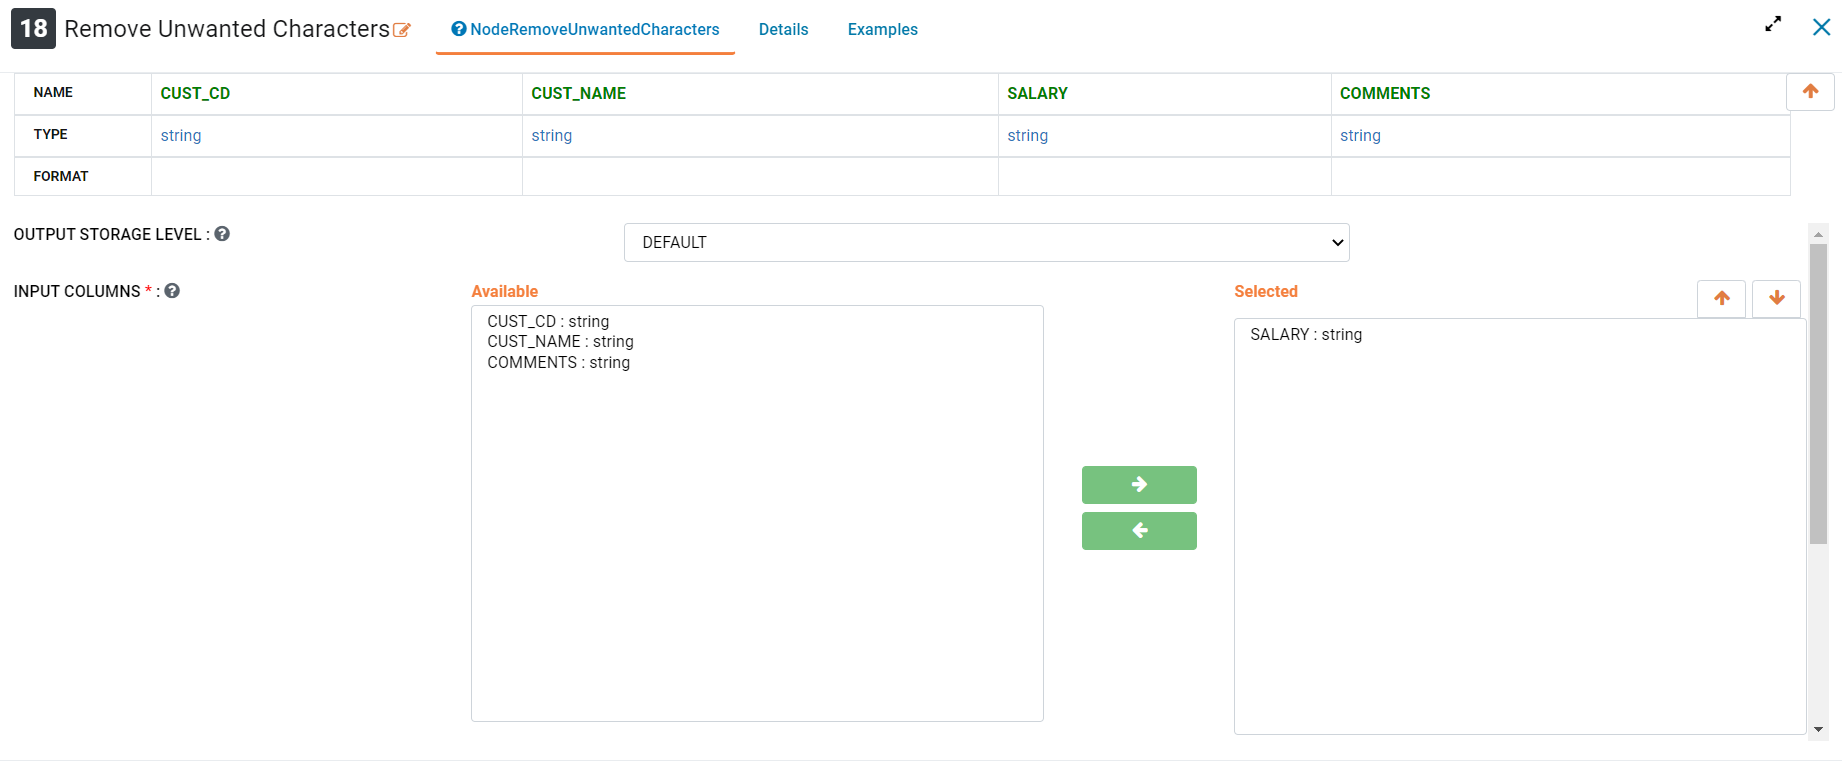 18 Remove Unwanted Characters NodeRemoveUnwantedCharacters Details Examples
NAME CUST_CD CUST_NAME SALARY COMMENTS
TYPE string string string string
FORMAT
OUTPUT STORAGE LEVEL : DEFAULT
INPUT COLUMNS * : Available Selected
CUST_CD : string
CUST_NAME : string
COMMENTS : string
SALARY : string